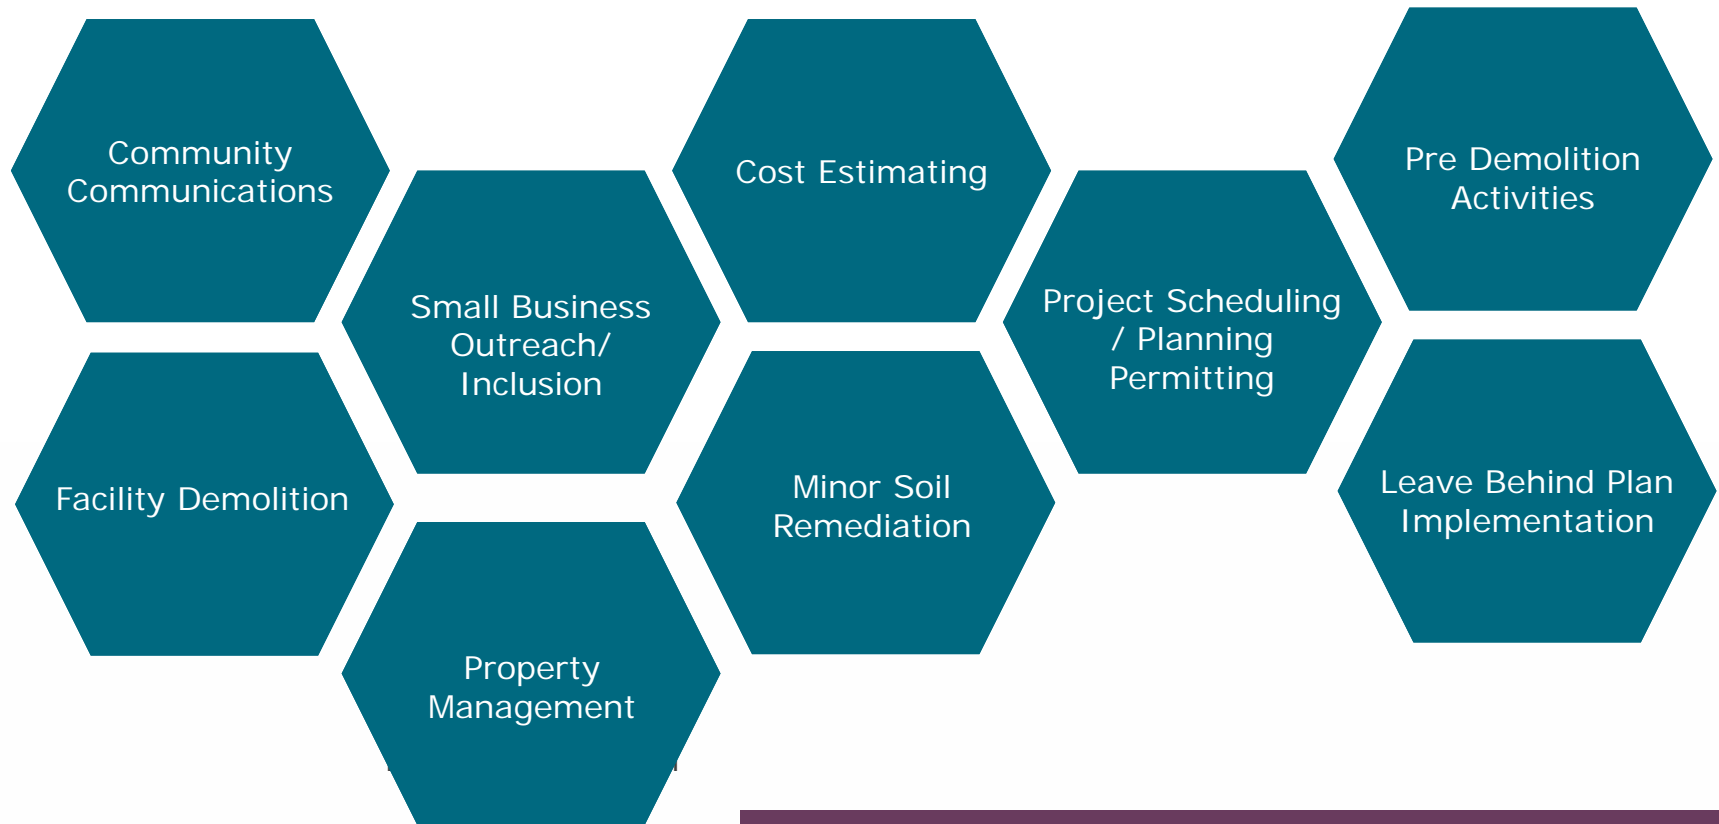 Community
Communications
Small Business
Outreach/
Inclusion
Cost Estimating
Project Scheduling
/ Planning
Permitting
Pre Demolition
Activities
Facility Demolition
Property
Management
Minor Soil
Remediation
Leave Behind Plan
Implementation